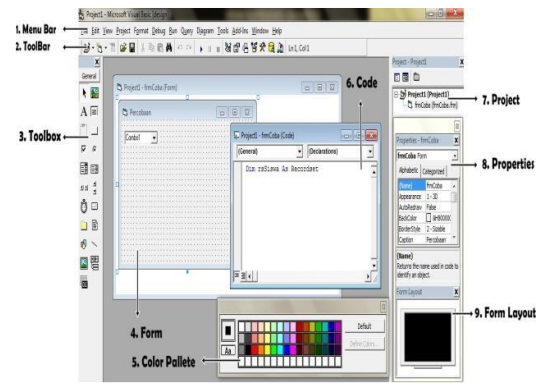 Project1 - Microsoft Visual Basic [design]
1. Menu Bar
File Edit View Project Format Debug Run Query Diagram Tools Add-Ins Window Help
2. ToolBar
Ln 1, Col 1
General
3. Toolbox
Project1 - frmCoba (Form)
Percobaan
Combo1
4. Form
6. Code
Project1 - frmCoba (Code)
(General)
(Declarations)
Dim rsSiswa As Recordset
5. Color Pallete
Aa
Default
Define Colors...
Project - Project1
Project1 (Project1)
frmCoba (frmCoba.frm)
7. Project
Properties - frmCoba
frmCoba Form
8. Properties
Alphabetic Categorized
(Name) frmCoba
Appearance 1 - 3D
AutoRedraw False
BackColor
BorderStyle 2 - Sizable
Caption Percobaan
(Name)
Returns the name used in code to
identify an object.
Form Layout
9. Form Layout